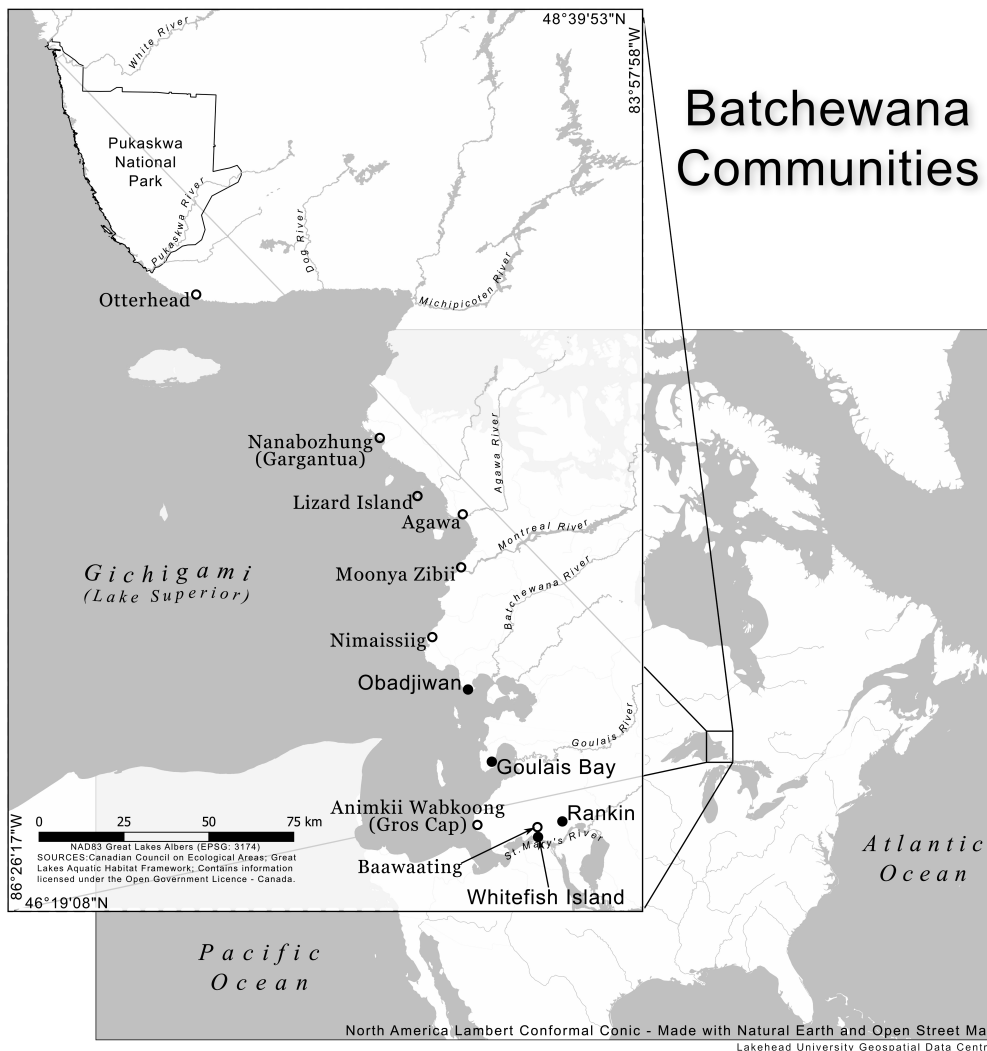 48°39'53"N
83°57'58"W
Batchewana
Communities
White River
Pukaskwa
National
Park
Pukaskwa River
Dog River
Michipicoten River
Otterhead
Nanabozhung
(Gargantua)
Agawa River
Lizard Island
Agawa
Montreal River
Gichigami
(Lake Superior)
Moonya Zibii
Batchewana River
Nimaissiig
Obadjiwan
Goulais River
Goulais Bay
Animkii Wabkoong
(Gros Cap)
Rankin
St.Mary's River
Baawaating
Whitefish Island
0 25 50 75 km
NAD83 Great Lakes Albers (EPSG: 3174)
SOURCES:Canadian Council on Ecological Areas; Great
Lakes Aquatic Habitat Framework; Contains information
licensed under the Open Government Licence - Canada.
86°26'17"W
46°19'08"N
Atlantic
Ocean
Pacific
Ocean
North America Lambert Conformal Conic - Made with Natural Earth and Open Street Ma
Lakehead University Geospatial Data Centr